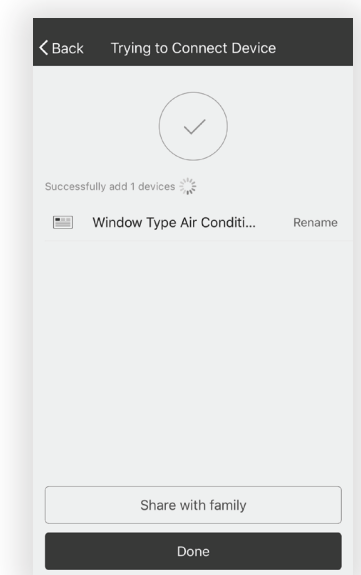 Back Trying to Connect Device
Successfully add 1 devices
Window Type Air Conditi... Rename
Share with family
Done